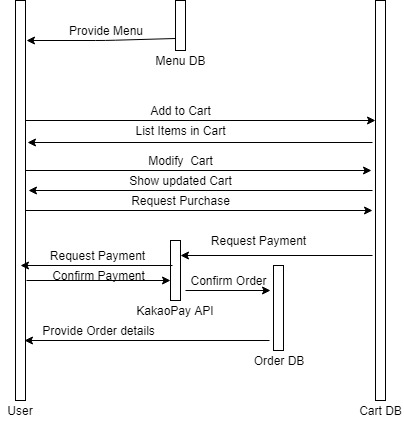 Provide Menu
Menu DB
Add to Cart
List Items in Cart
Modify Cart
Show updated Cart
Request Purchase
Request Payment
Request Payment
Confirm Payment
Confirm Order
KakaoPay API
Provide Order details
Order DB
User
Cart DB